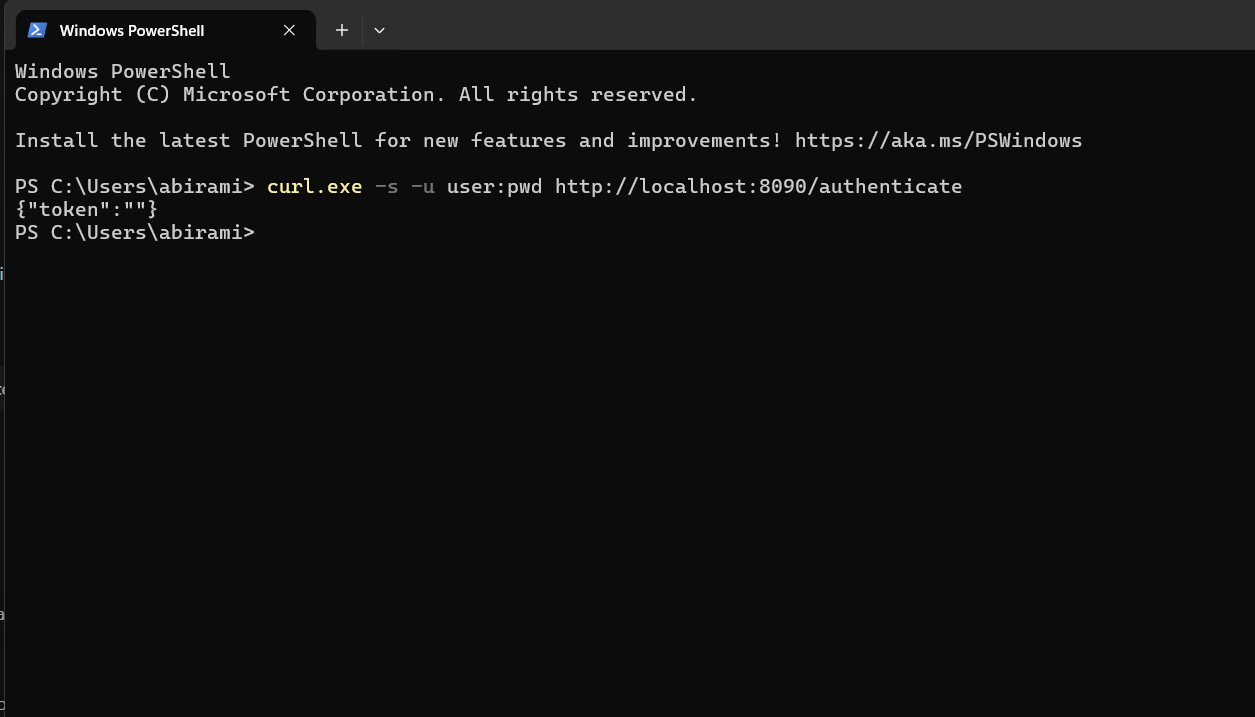 Windows PowerShell
Windows PowerShell
Copyright (C) Microsoft Corporation. All rights reserved.
Install the latest PowerShell for new features and improvements! https://aka.ms/PSWindows
PS C:\Users\abirami> curl.exe -s -u user:pwd http://localhost:8090/authenticate
{"token":""}
PS C:\Users\abirami>